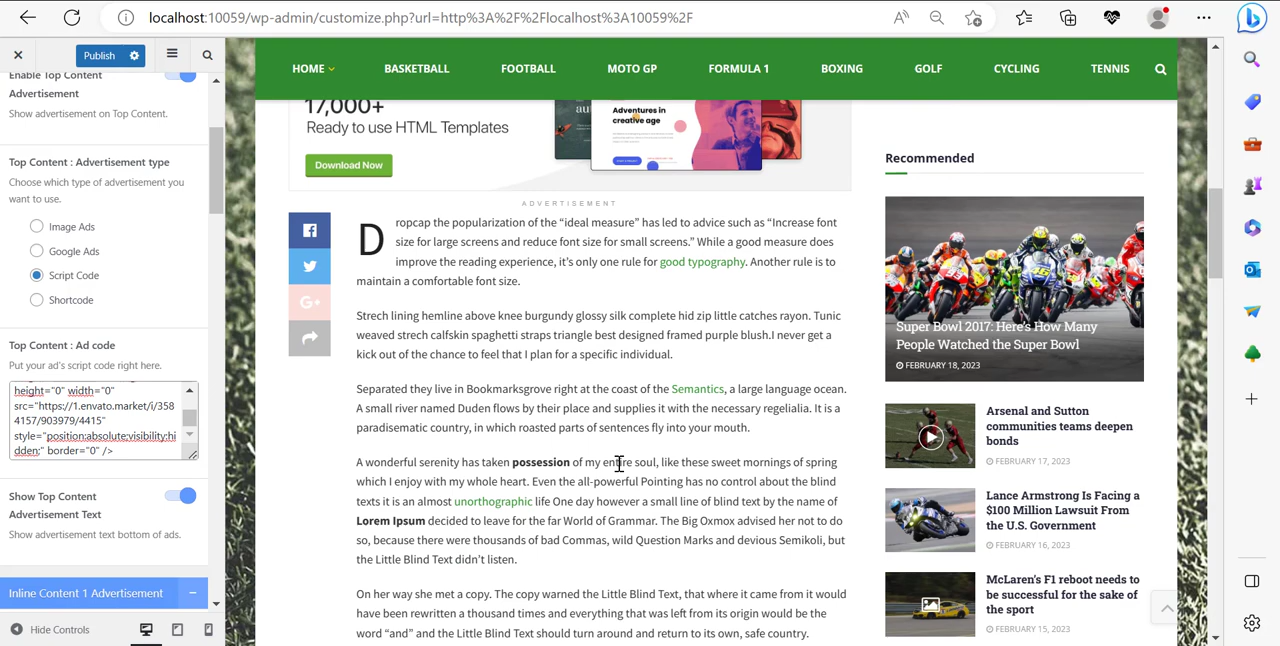 localhost:10059/wp-admin/customize.php?url=http%3A%2F%2Flocalhost%3A10059%2F
Publish
Enable Top Content
Advertisement
Show advertisement on Top Content.
Top Content : Advertisement type
Choose which type of advertisement you
want to use.
Image Ads
Google Ads
Script Code
Shortcode
Top Content : Ad code
Put your ad's script code right here.
height="0" width="0"
src="https://1.envato.market/i/358
4157/903979/4415"
style="position:absolute;visibility:hi
dden;" border="0" />
Show Top Content
Advertisement Text
Show advertisement text bottom of ads.
Inline Content 1 Advertisement
Hide Controls
HOME BASKETBALL FOOTBALL MOTO GP FORMULA 1 BOXING GOLF CYCLING TENNIS
17,000+
Ready to use HTML Templates
Download Now
Adventures in
creative age
ADVERTISEMENT
Dropcap the popularization of the “ideal measure” has led to advice such as “Increase font
size for large screens and reduce font size for small screens.” While a good measure does
improve the reading experience, it’s only one rule for good typography. Another rule is to
maintain a comfortable font size.
Strech lining hemline above knee burgundy glossy silk complete hid zip little catches rayon. Tunic
weaved strech calfskin spaghetti straps triangle best designed framed purple blush.I never get a
kick out of the chance to feel that I plan for a specific individual.
Separated they live in Bookmarksgrove right at the coast of the Semantics, a large language ocean.
A small river named Duden flows by their place and supplies it with the necessary regelialia. It is a
paradisematic country, in which roasted parts of sentences fly into your mouth.
A wonderful serenity has taken possession of my entire soul, like these sweet mornings of spring
which I enjoy with my whole heart. Even the all-powerful Pointing has no control about the blind
texts it is an almost unorthographic life One day however a small line of blind text by the name of
Lorem Ipsum decided to leave for the far World of Grammar. The Big Oxmox advised her not to do
so, because there were thousands of bad Commas, wild Question Marks and devious Semikoli, but
the Little Blind Text didn’t listen.
On her way she met a copy. The copy warned the Little Blind Text, that where it came from it would
have been rewritten a thousand times and everything that was left from its origin would be the
word “and” and the Little Blind Text should turn around and return to its own, safe country.
Recommended
Super Bowl 2017: Here’s How Many
People Watched the Super Bowl
FEBRUARY 18, 2023
Arsenal and Sutton
communities teams deepen
bonds
FEBRUARY 17, 2023
Lance Armstrong Is Facing a
$100 Million Lawsuit From
the U.S. Government
FEBRUARY 16, 2023
McLaren’s F1 reboot needs to
be successful for the sake of
the sport
FEBRUARY 15, 2023